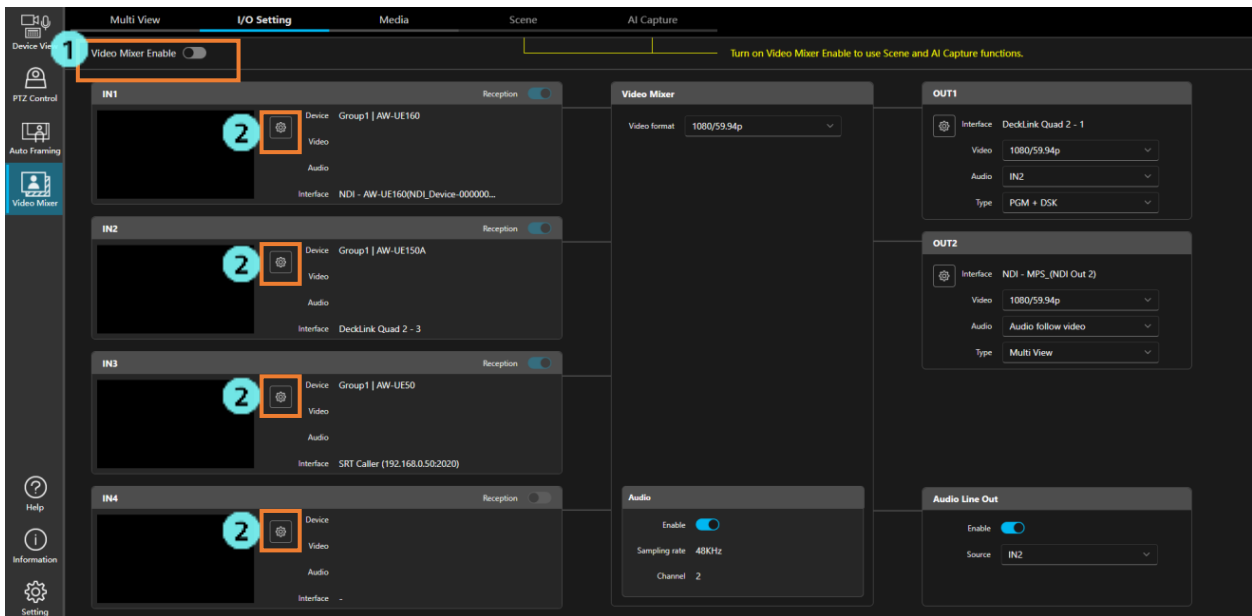 Multi View
I/O Setting
Media
Scene
AI Capture
Device View
PTZ Control
Auto Framing
Video Mixer
Help
Information
Setting
1
Video Mixer Enable
Turn on Video Mixer Enable to use Scene and AI Capture functions.
IN1
Reception
2
Device Group1 | AW-UE160
Video
Audio
Interface NDI - AW-UE160(NDI_Device-000000...
IN2
Reception
2
Device Group1 | AW-UE150A
Video
Audio
Interface DeckLink Quad 2 - 3
IN3
Reception
2
Device Group1 | AW-UE50
Video
Audio
Interface SRT Caller (192.168.0.50:2020)
IN4
Reception
2
Device
Video
Audio
Interface -
Video Mixer
Video format 1080/59.94p
Audio
Enable
Sampling rate 48KHz
Channel 2
OUT1
Interface DeckLink Quad 2 - 1
Video 1080/59.94p
Audio IN2
Type PGM + DSK
OUT2
Interface NDI - MPS_(NDI Out 2)
Video 1080/59.94p
Audio Audio follow video
Type Multi View
Audio Line Out
Enable
Source IN2